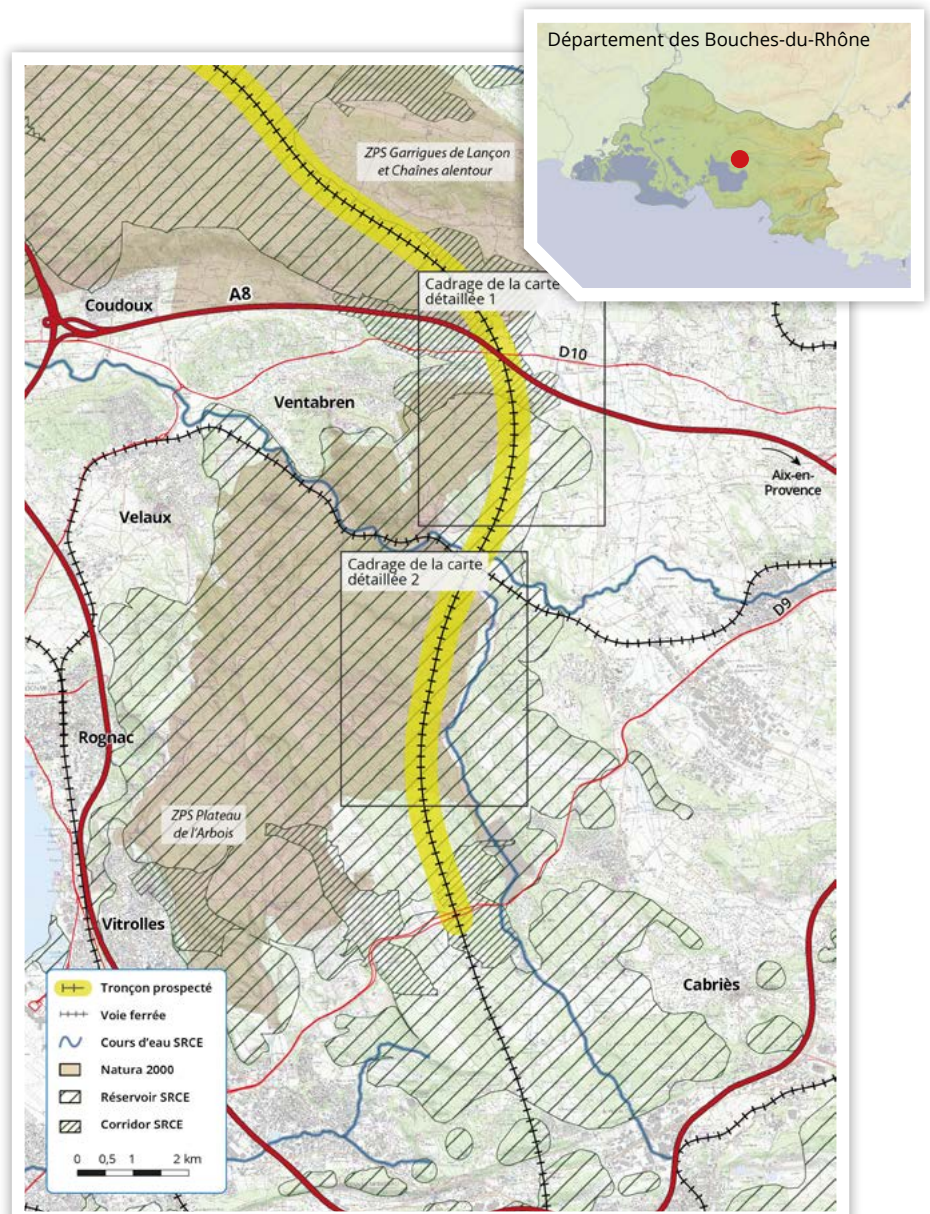 Département des Bouches-du-Rhône
ZPS Garrigues de Lançon
et Chaînes alentour
Cadrage de la carte
détaillée 1
Coudoux
A8
D10
Ventabren
Aix-en-
Provence
Velaux
Cadrage de la carte
détaillée 2
D9
Rognac
ZPS Plateau
de l'Arbois
Vitrolles
Cabriès
Tronçon prospecté
Voie ferrée
Cours d'eau SRCE
Natura 2000
Réservoir SRCE
Corridor SRCE
0 0,5 1 2 km